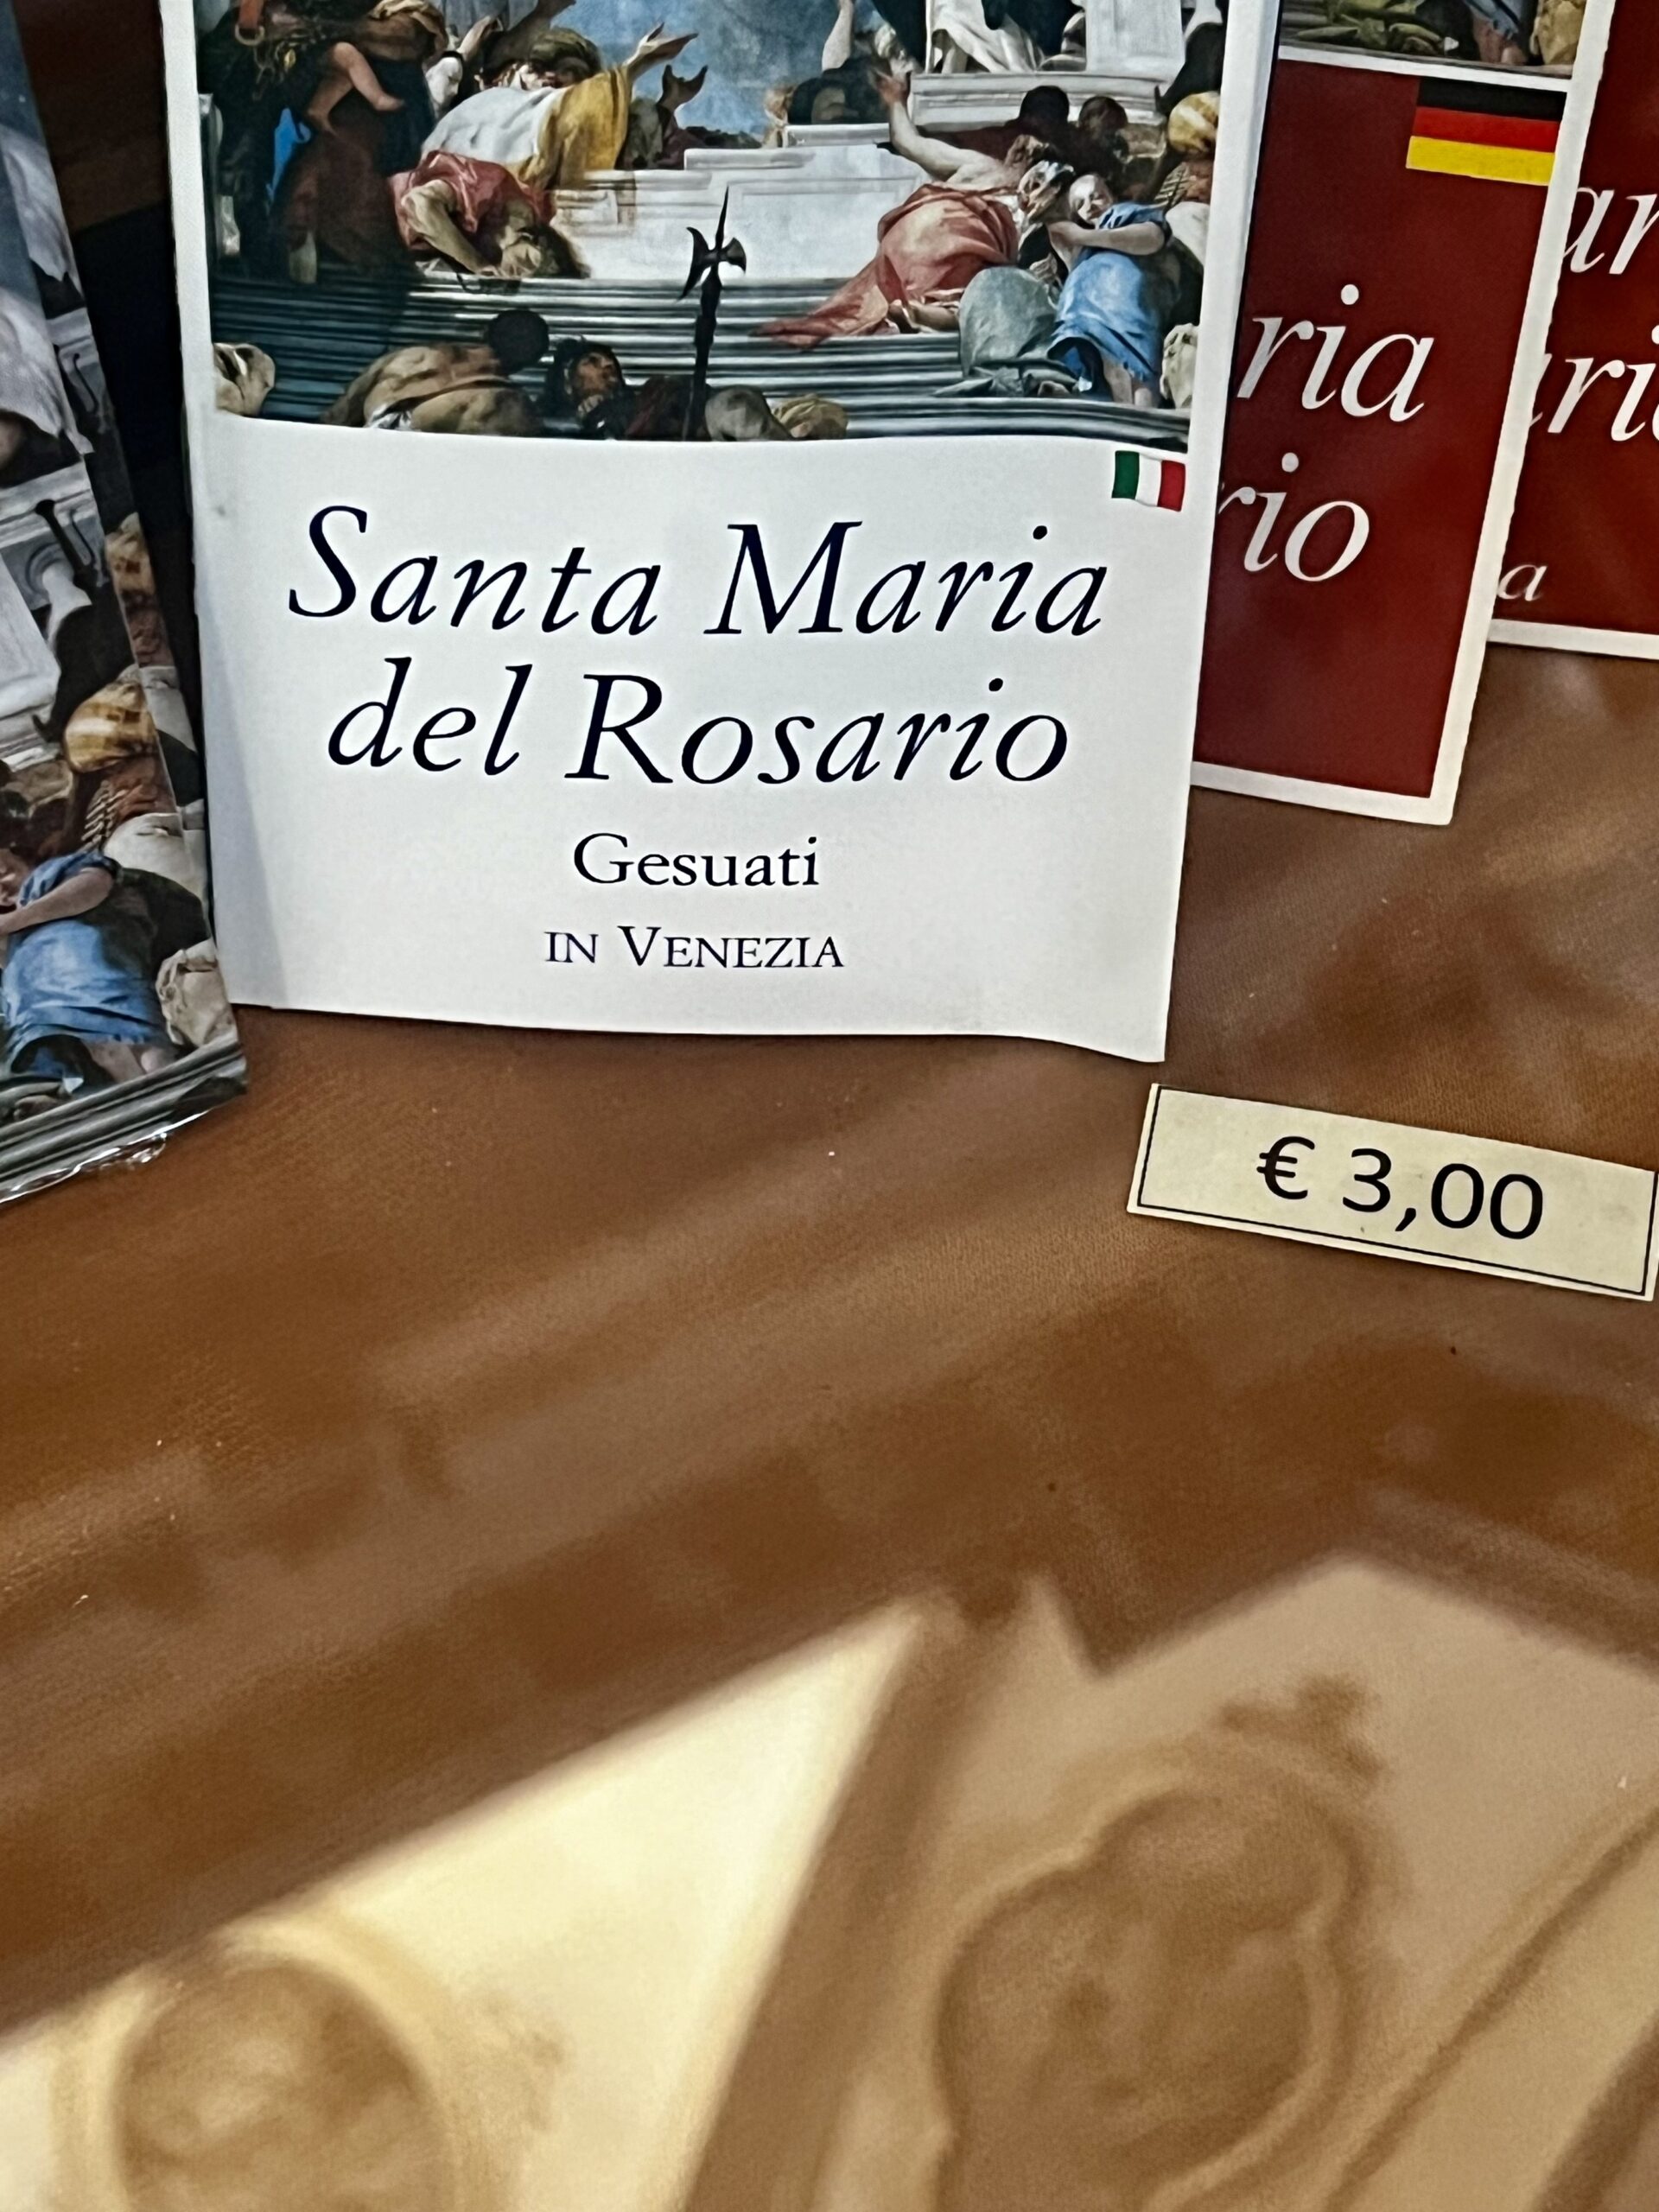 Santa Maria
del Rosario
Gesuati
IN VENEZIA
€ 3,00